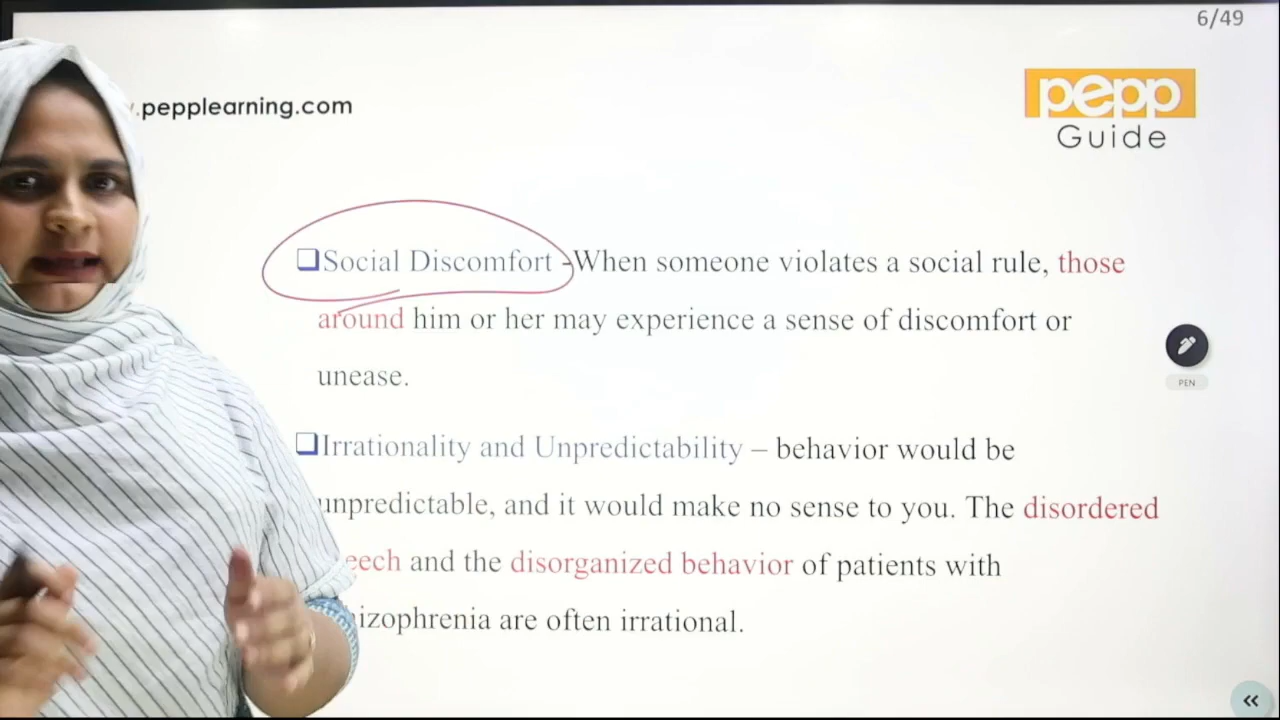 6/49
.pepplearning.com
pepp
Guide
❑Social Discomfort -When someone violates a social rule, those
around him or her may experience a sense of discomfort or
unease.
❑Irrationality and Unpredictability – behavior would be
unpredictable, and it would make no sense to you. The disordered
eech and the disorganized behavior of patients with
izophrenia are often irrational.
PEN